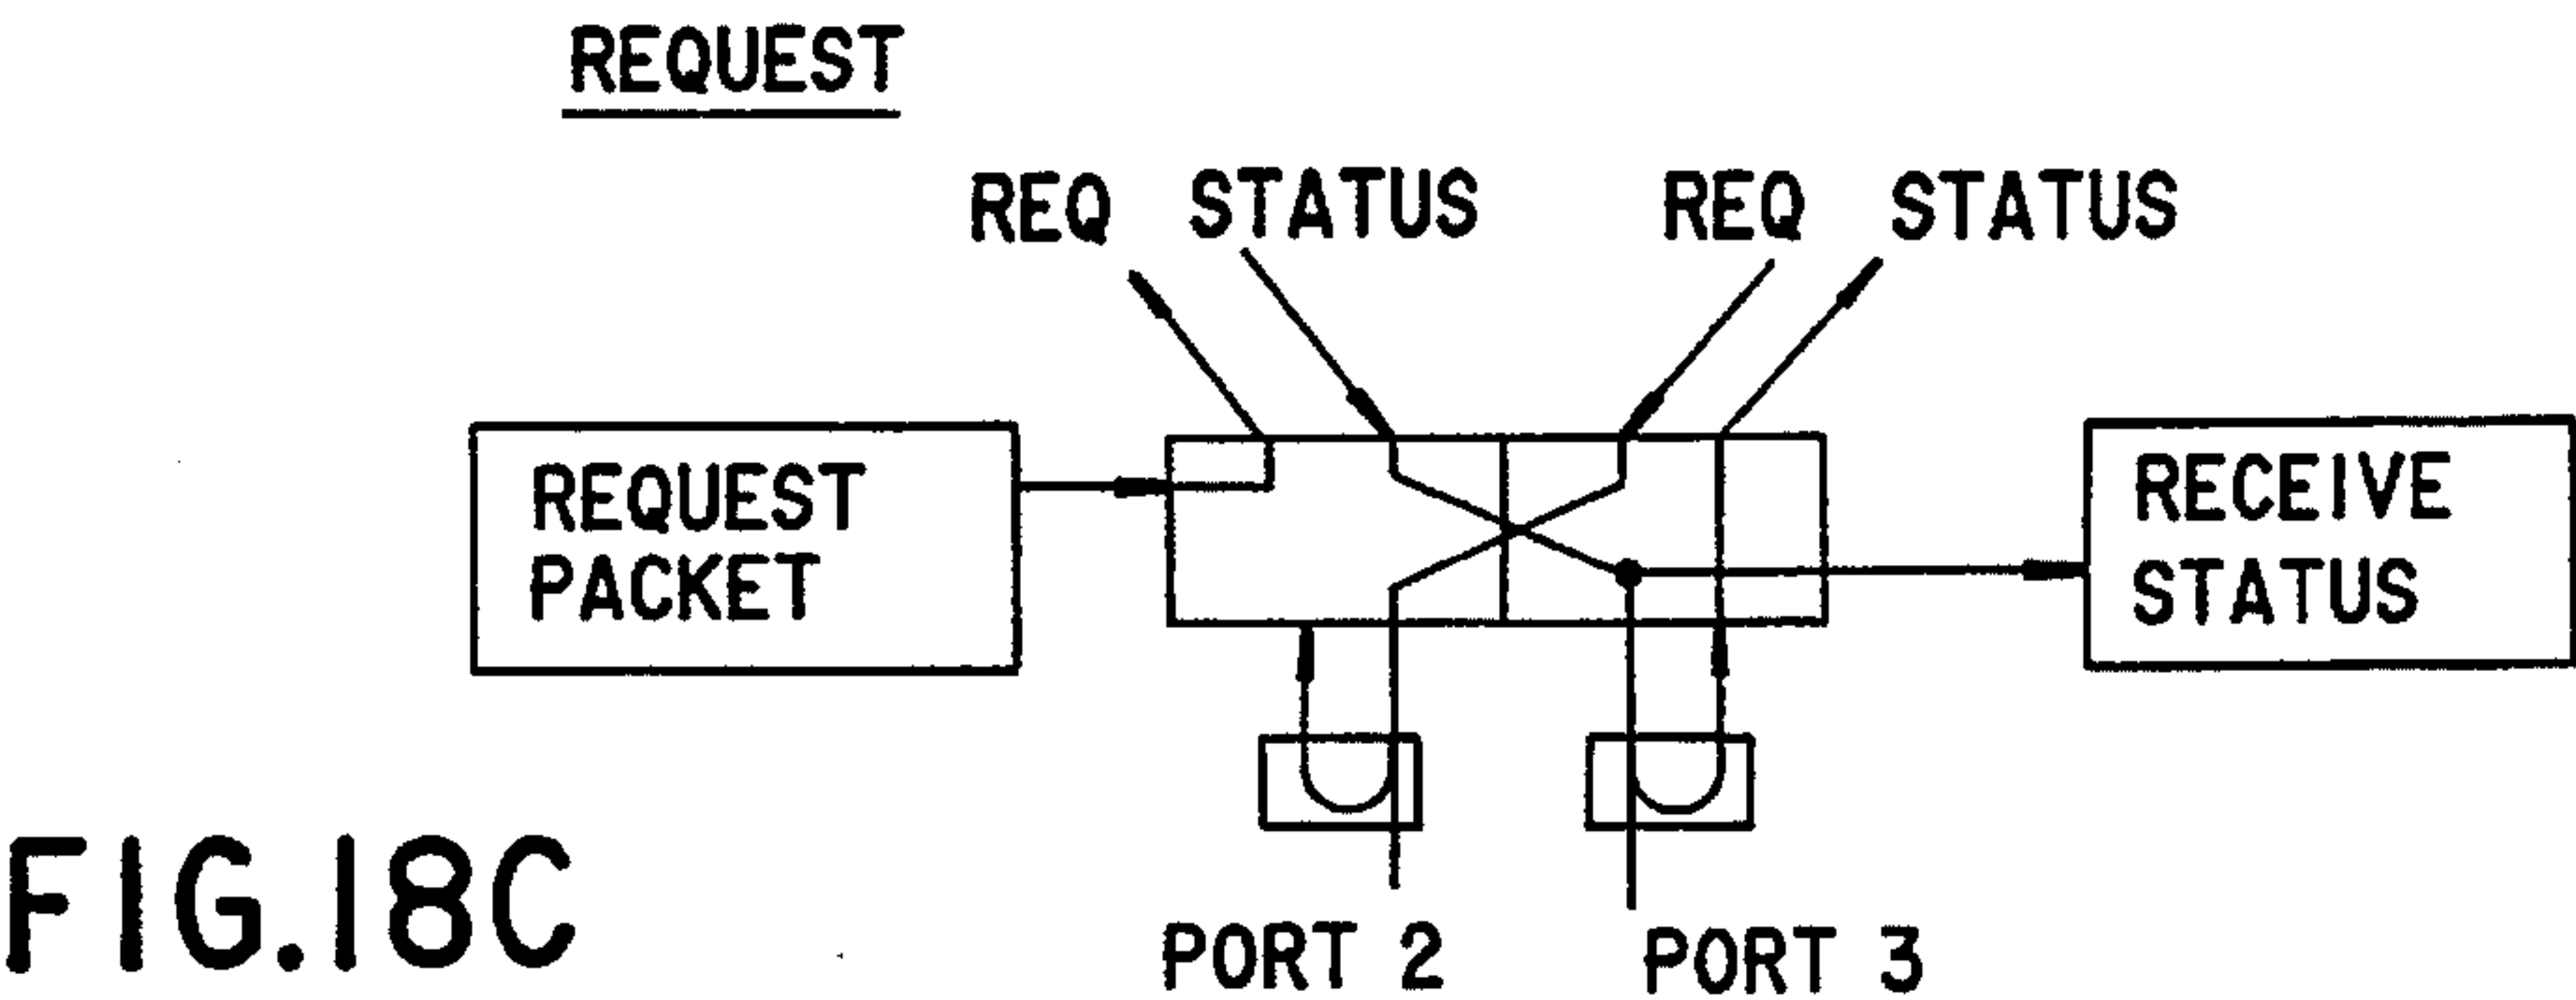 REQUEST
REQ STATUS REQ STATUS
REQUEST
PACKET
RECEIVE
STATUS
PORT 2 PORT 3
FIG.18C